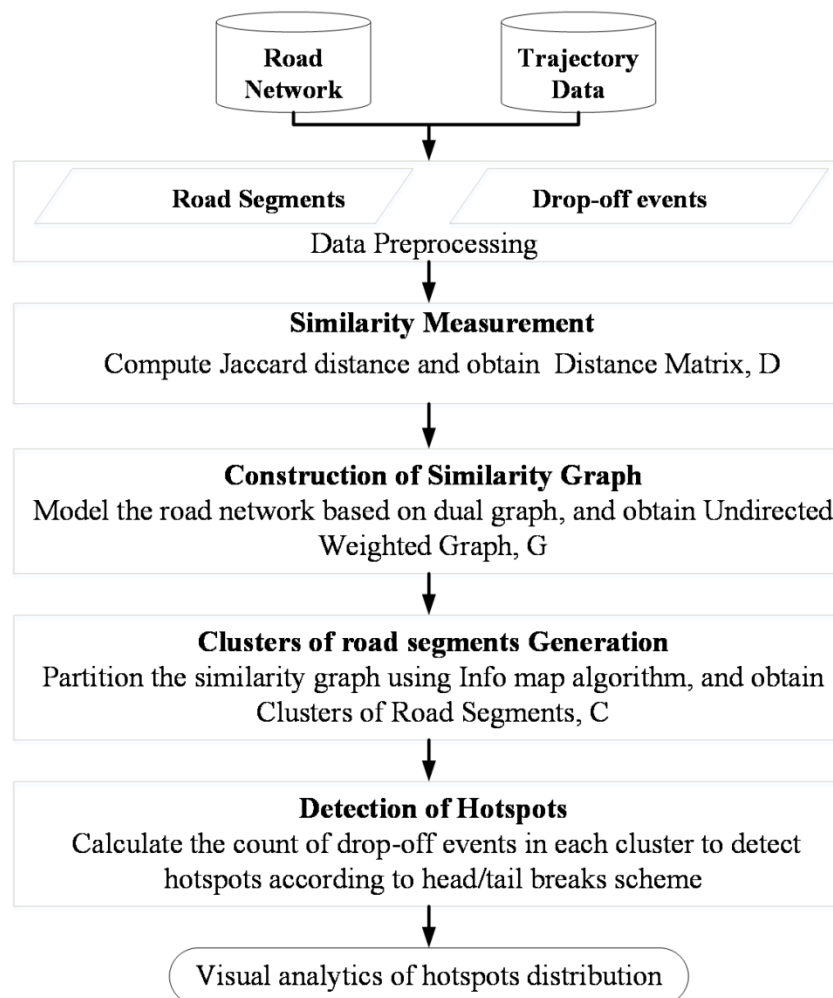 Road
Network
Trajectory
Data
Road Segments
Drop-off events
Data Preprocessing
Similarity Measurement
Compute Jaccard distance and obtain Distance Matrix, D
Construction of Similarity Graph
Model the road network based on dual graph, and obtain Undirected
Weighted Graph, G
Clusters of road segments Generation
Partition the similarity graph using Info map algorithm, and obtain
Clusters of Road Segments, C
Detection of Hotspots
Calculate the count of drop-off events in each cluster to detect
hotspots according to head/tail breaks scheme
Visual analytics of hotspots distribution